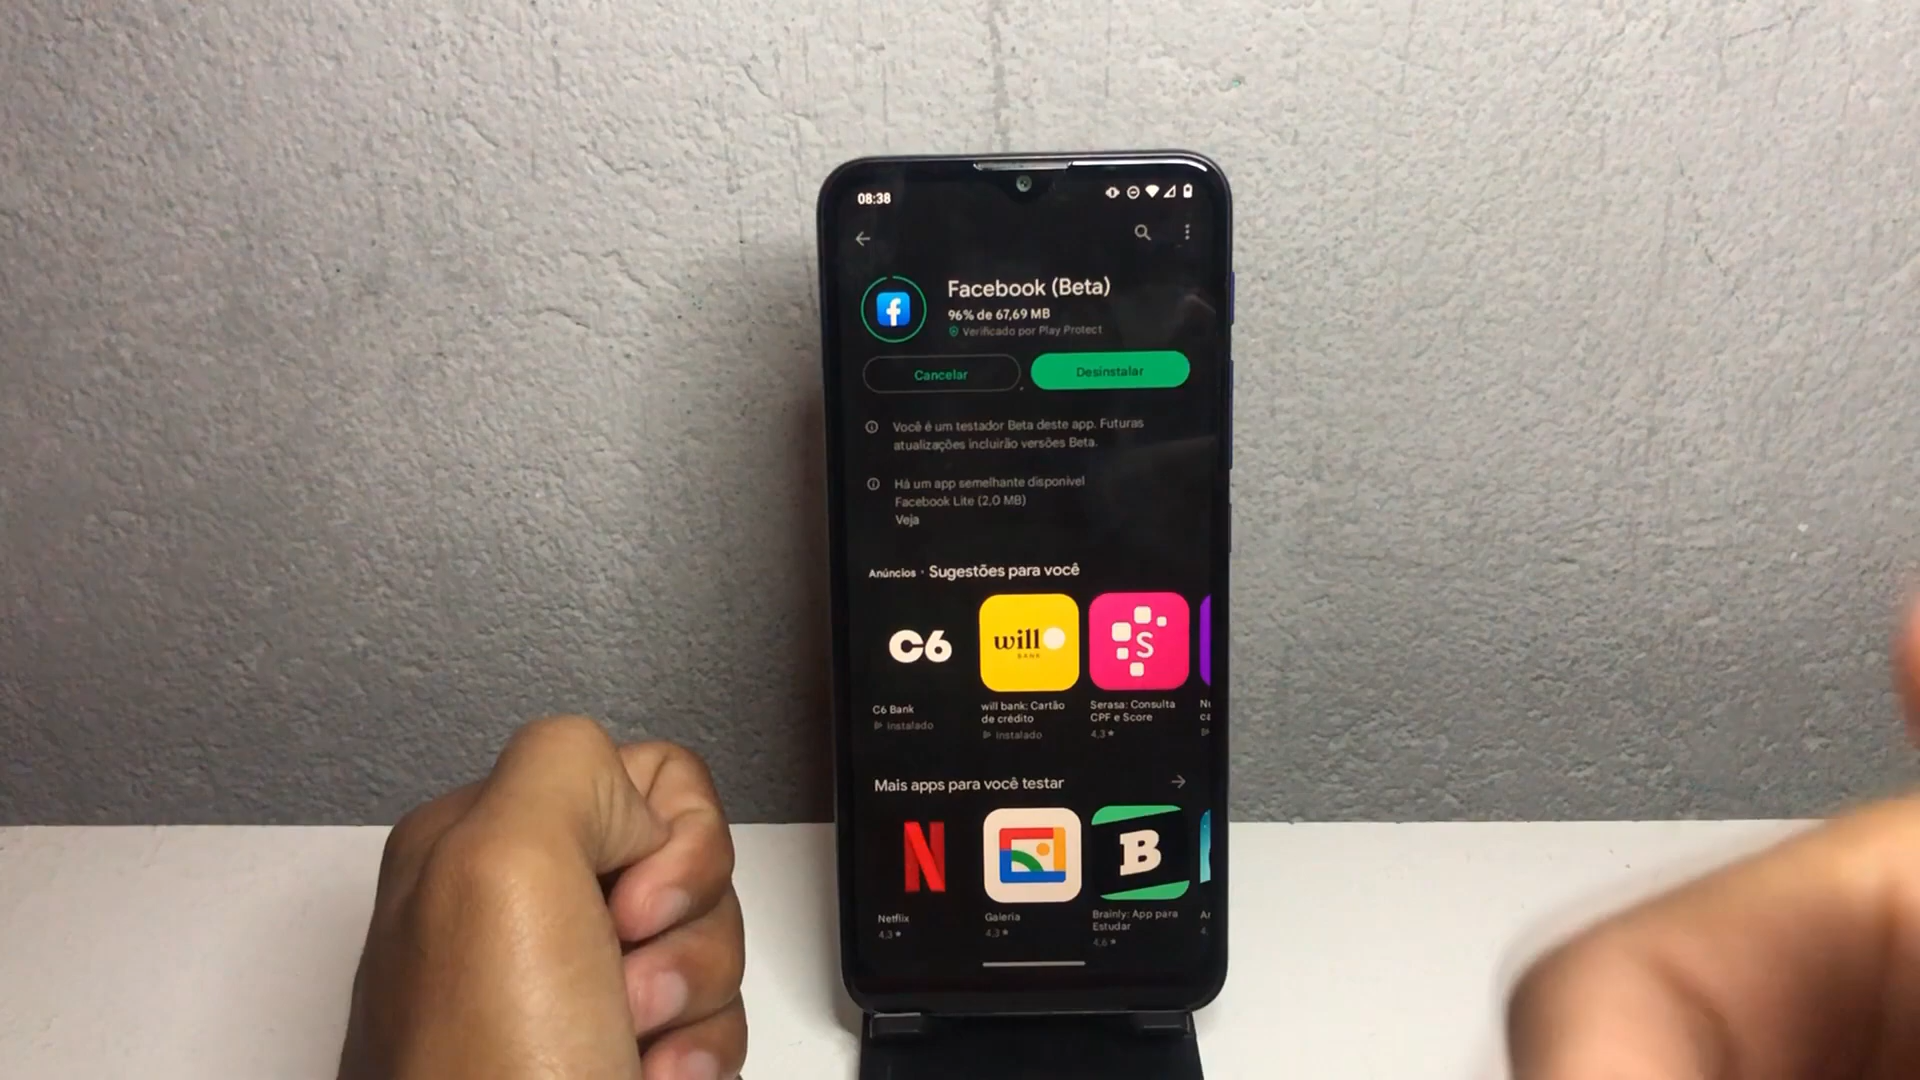 08:38
Facebook (Beta)
96% de 67,69 MB
Verificado por Play Protect
Cancelar
Desinstalar
Você é um testador Beta deste app. Futuras
atualizações incluirão versões Beta.
Há um app semelhante disponível
Facebook Lite (2,0 MB)
Veja
Anúncios · Sugestões para você
C6
will
BANK
S
C6 Bank
Instalado
will bank: Cartão
de crédito
Instalado
Serasa: Consulta
CPF e Score
4,3★
Mais apps para você testar
N
B
Netflix
4,3★
Galeria
4,3★
Brainly: App para
Estudar
4,6★